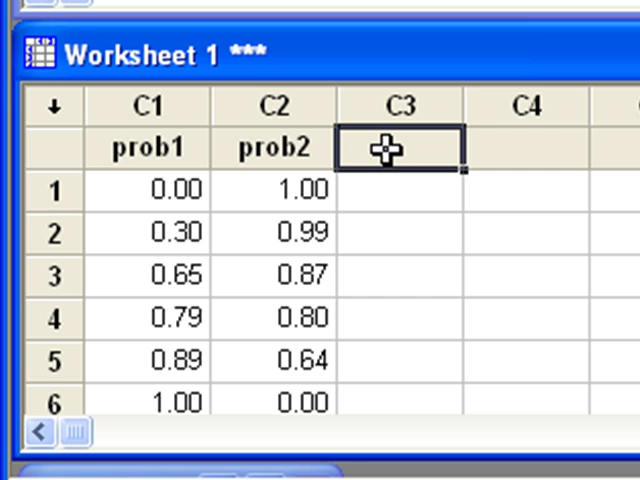 Worksheet 1 ***
C1 C2 C3 C4
prob1 prob2
1 0.00 1.00
2 0.30 0.99
3 0.65 0.87
4 0.79 0.80
5 0.89 0.64
6 1.00 0.00